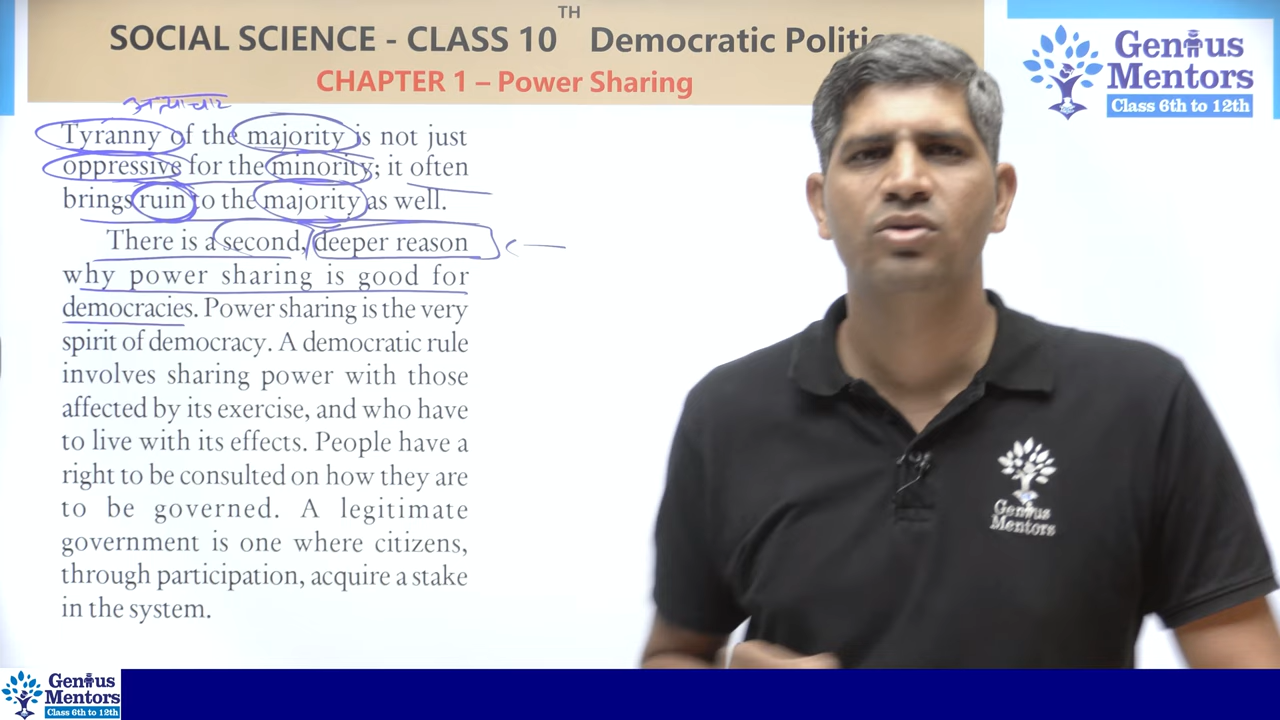 TH
SOCIAL SCIENCE - CLASS 10 Democratic Politi
CHAPTER 1 – Power Sharing
Genius
Mentors
Class 6th to 12th
अत्याचार
Tyranny of the majority is not just
oppressive for the minority; it often
brings ruin to the majority as well.
There is a second, deeper reason
why power sharing is good for
democracies. Power sharing is the very
spirit of democracy. A democratic rule
involves sharing power with those
affected by its exercise, and who have
to live with its effects. People have a
right to be consulted on how they are
to be governed. A legitimate
government is one where citizens,
through participation, acquire a stake
in the system.
Genius
Mentors
Genius
Mentors
Class 6th to 12th